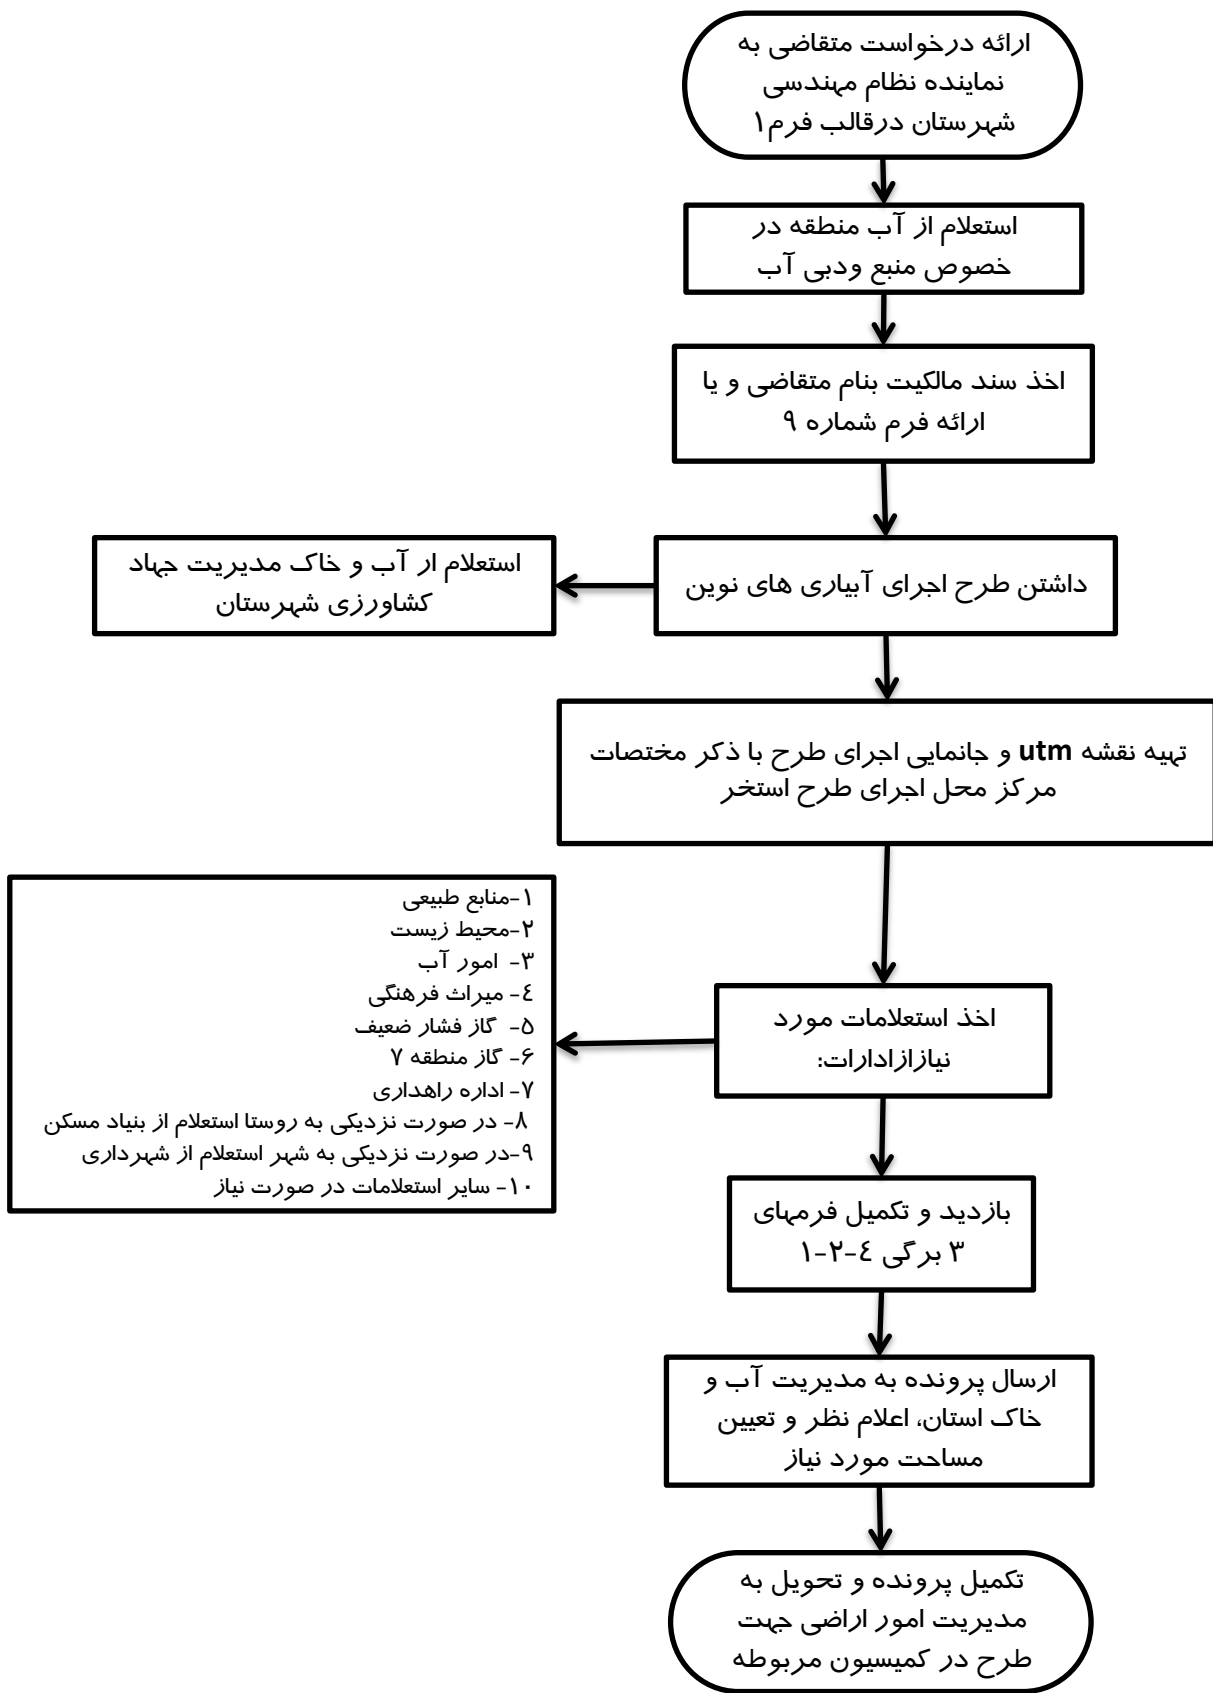 ارائه درخواست متقاضی به
نماینده نظام مهندسی
شهرستان درقالب فرم۱
استعلام از آب منطقه در
خصوص منبع ودبی آب
اخذ سند مالکیت بنام متقاضی و یا
ارائه فرم شماره ۹
داشتن طرح اجرای آبیاری های نوین
استعلام ار آب و خاک مدیریت جهاد
کشاورزی شهرستان
تهیه نقشه utm و جانمایی اجرای طرح با ذکر مختصات
مرکز محل اجرای طرح استخر
اخذ استعلامات مورد
نیازازادارات:
۱-منابع طبیعی
۲-محیط زیست
۳- امور آب
٤- میراث فرهنگی
۵- گاز فشار ضعیف
۶- گاز منطقه ۷
۷- اداره راهداری
۸- در صورت نزدیکی به روستا استعلام از بنیاد مسکن
۹-در صورت نزدیکی به شهر استعلام از شهرداری
۱۰- سایر استعلامات در صورت نیاز
بازدید و تکمیل فرمهای
۳ برگی ٤-۲-۱
ارسال پرونده به مدیریت آب و
خاک استان، اعلام نظر و تعیین
مساحت مورد نیاز
تکمیل پرونده و تحویل به
مدیریت امور اراضی جهت
طرح در کمیسیون مربوطه